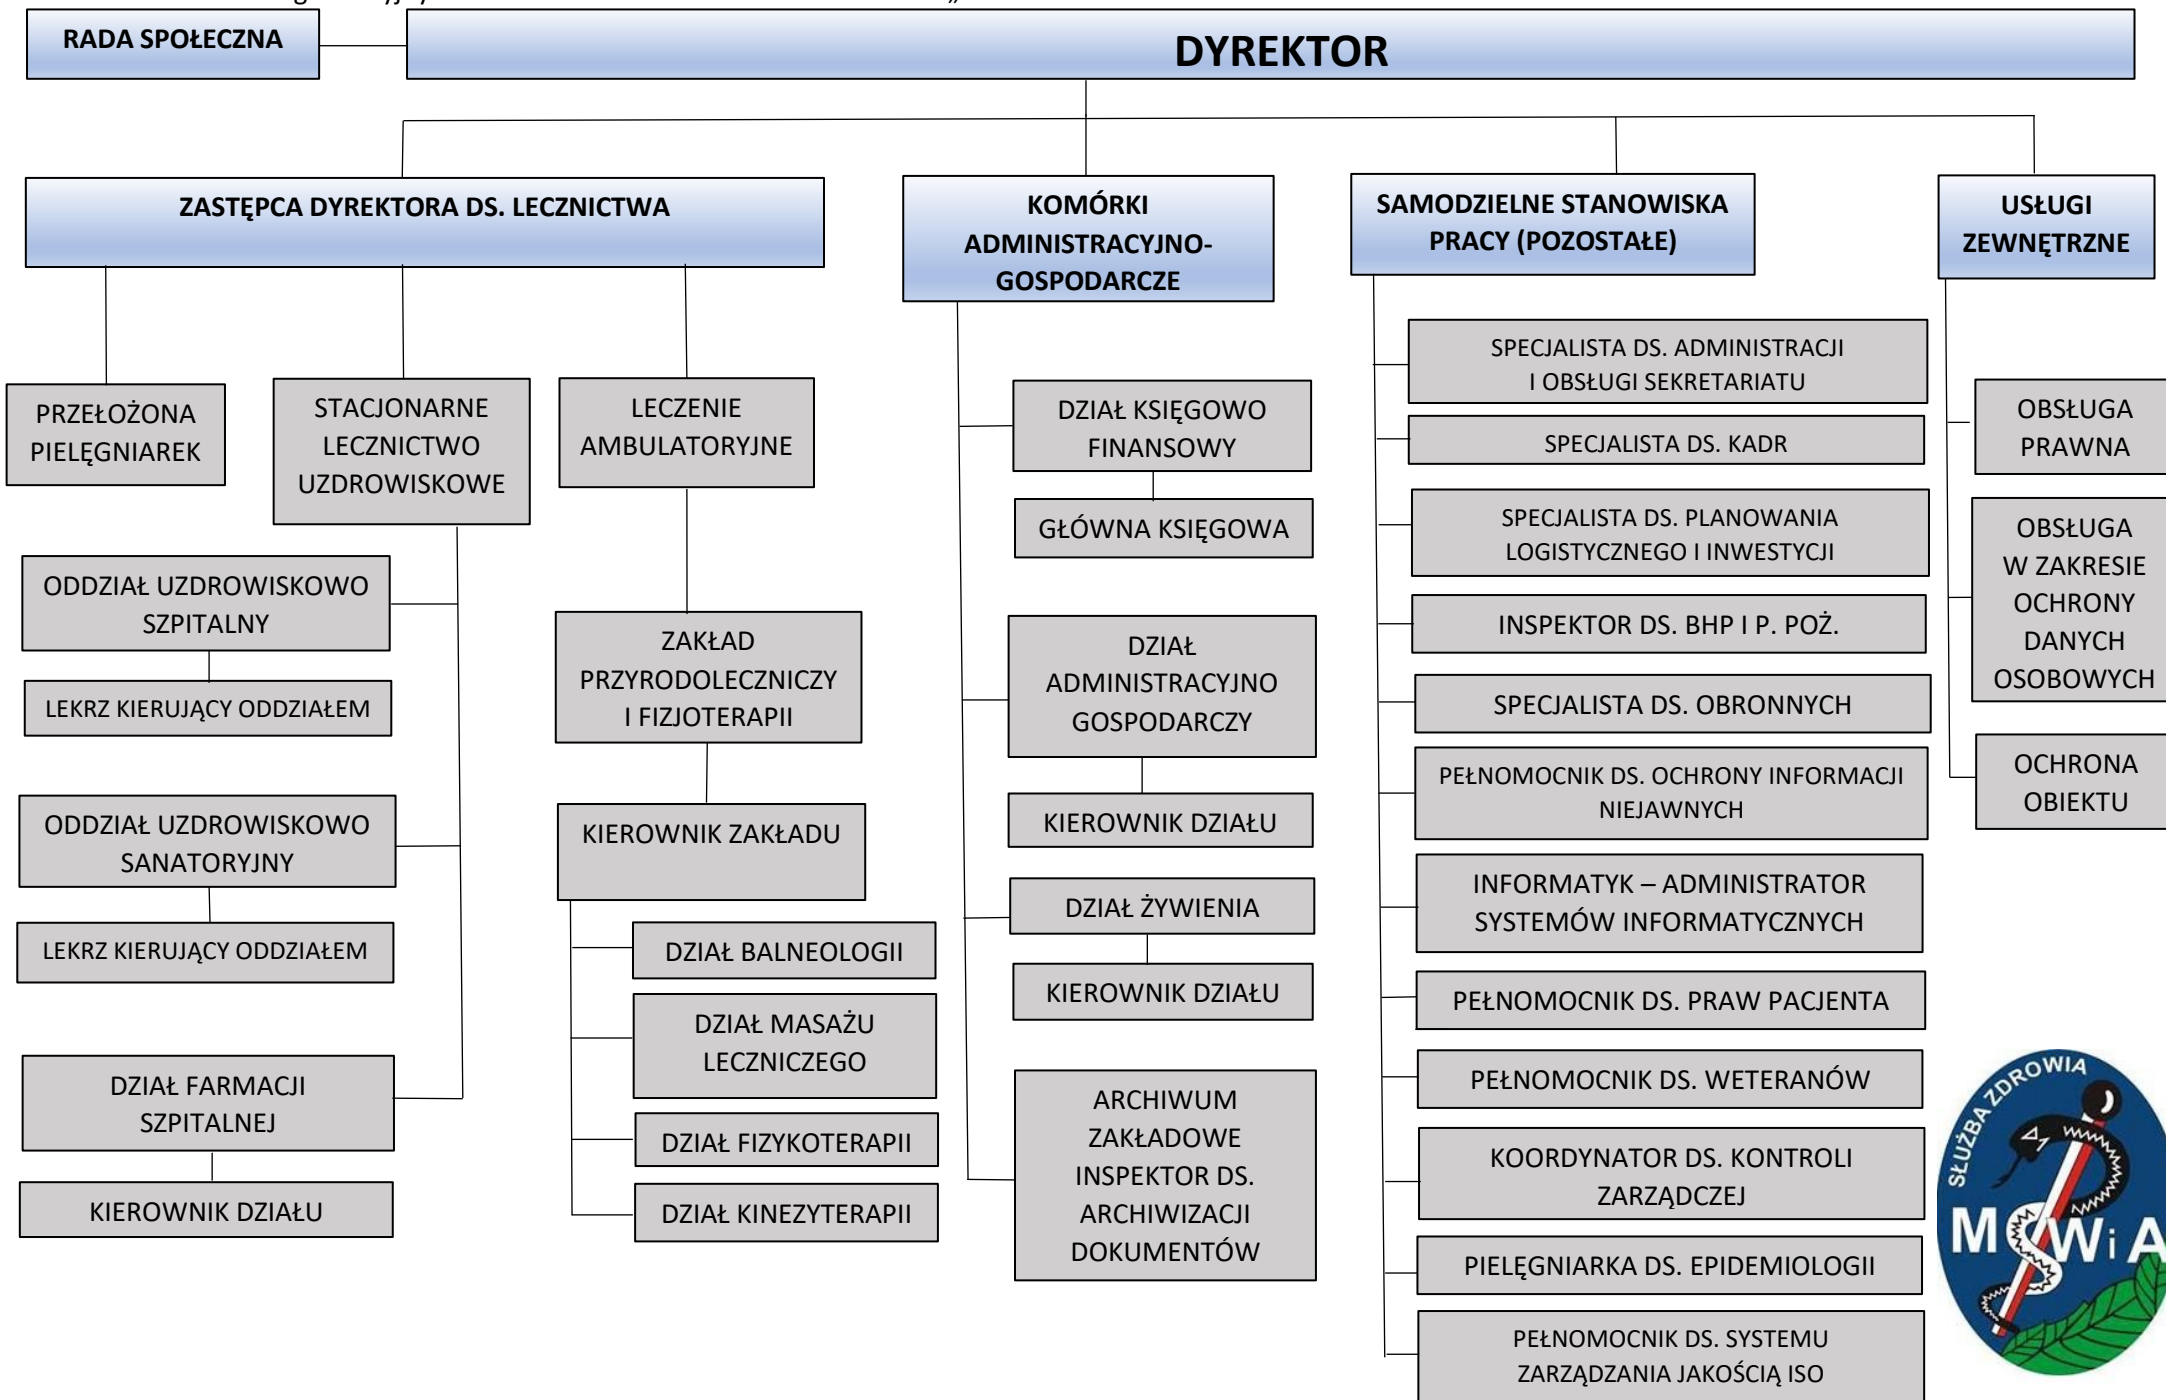 RADA SPOŁECZNA
DYREKTOR
ZASTĘPCA DYREKTORA DS. LECZNICTWA
PRZEŁOŻONA
PIELĘGNIAREK
STACJONARNE
LECZNICTWO
UZDROWISKOWE
ODDZIAŁ UZDROWISKOWO
SZPITALNY
LEKRZ KIERUJĄCY ODDZIAŁEM
ODDZIAŁ UZDROWISKOWO
SANATORYJNY
LEKRZ KIERUJĄCY ODDZIAŁEM
DZIAŁ FARMACJI
SZPITALNEJ
KIEROWNIK DZIAŁU
LECZENIE
AMBULATORYJNE
ZAKŁAD
PRZYRODOLECZNICZY
I FIZJOTERAPII
KIEROWNIK ZAKŁADU
DZIAŁ BALNEOLOGII
DZIAŁ MASAŻU
LECZNICZEGO
DZIAŁ FIZYKOTERAPII
DZIAŁ KINEZYTERAPII
KOMÓRKI
ADMINISTRACYJNO-
GOSPODARCZE
DZIAŁ KSIĘGOWO
FINANSOWY
GŁÓWNA KSIĘGOWA
DZIAŁ
ADMINISTRACYJNO
GOSPODARCZY
KIEROWNIK DZIAŁU
DZIAŁ ŻYWIENIA
KIEROWNIK DZIAŁU
ARCHIWUM
ZAKŁADOWE
INSPEKTOR DS.
ARCHIWIZACJI
DOKUMENTÓW
SAMODZIELNE STANOWISKA
PRACY (POZOSTAŁE)
SPECJALISTA DS. ADMINISTRACJI
I OBSŁUGI SEKRETARIATU
SPECJALISTA DS. KADR
SPECJALISTA DS. PLANOWANIA
LOGISTYCZNEGO I INWESTYCJI
INSPEKTOR DS. BHP I P. POŻ.
SPECJALISTA DS. OBRONNYCH
PEŁNOMOCNIK DS. OCHRONY INFORMACJI
NIEJAWNYCH
INFORMATYK – ADMINISTRATOR
SYSTEMÓW INFORMATYCZNYCH
PEŁNOMOCNIK DS. PRAW PACJENTA
PEŁNOMOCNIK DS. WETERANÓW
KOORDYNATOR DS. KONTROLI
ZARZĄDCZEJ
PIELĘGNIARKA DS. EPIDEMIOLOGII
PEŁNOMOCNIK DS. SYSTEMU
ZARZĄDZANIA JAKOŚCIĄ ISO
USŁUGI
ZEWNĘTRZNE
OBSŁUGA
PRAWNA
OBSŁUGA
W ZAKRESIE
OCHRONY
DANYCH
OSOBOWYCH
OCHRONA
OBIEKTU
SŁUŻBA ZDROWIA
MSWiA